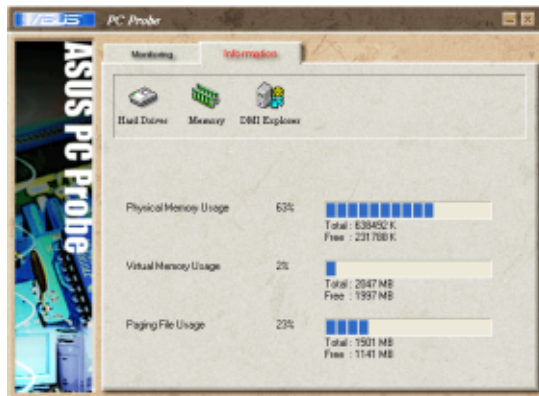 ASUS PC Probe
Monitoring Information
ASUS PC Probe
Hard Drives Memory DMI Explorer
Physical Memory Usage 63%
Total : 638492 K
Free : 231788 K
Virtual Memory Usage 2%
Total : 2047 MB
Free : 1997 MB
Paging File Usage 23%
Total : 1501 MB
Free : 1141 MB